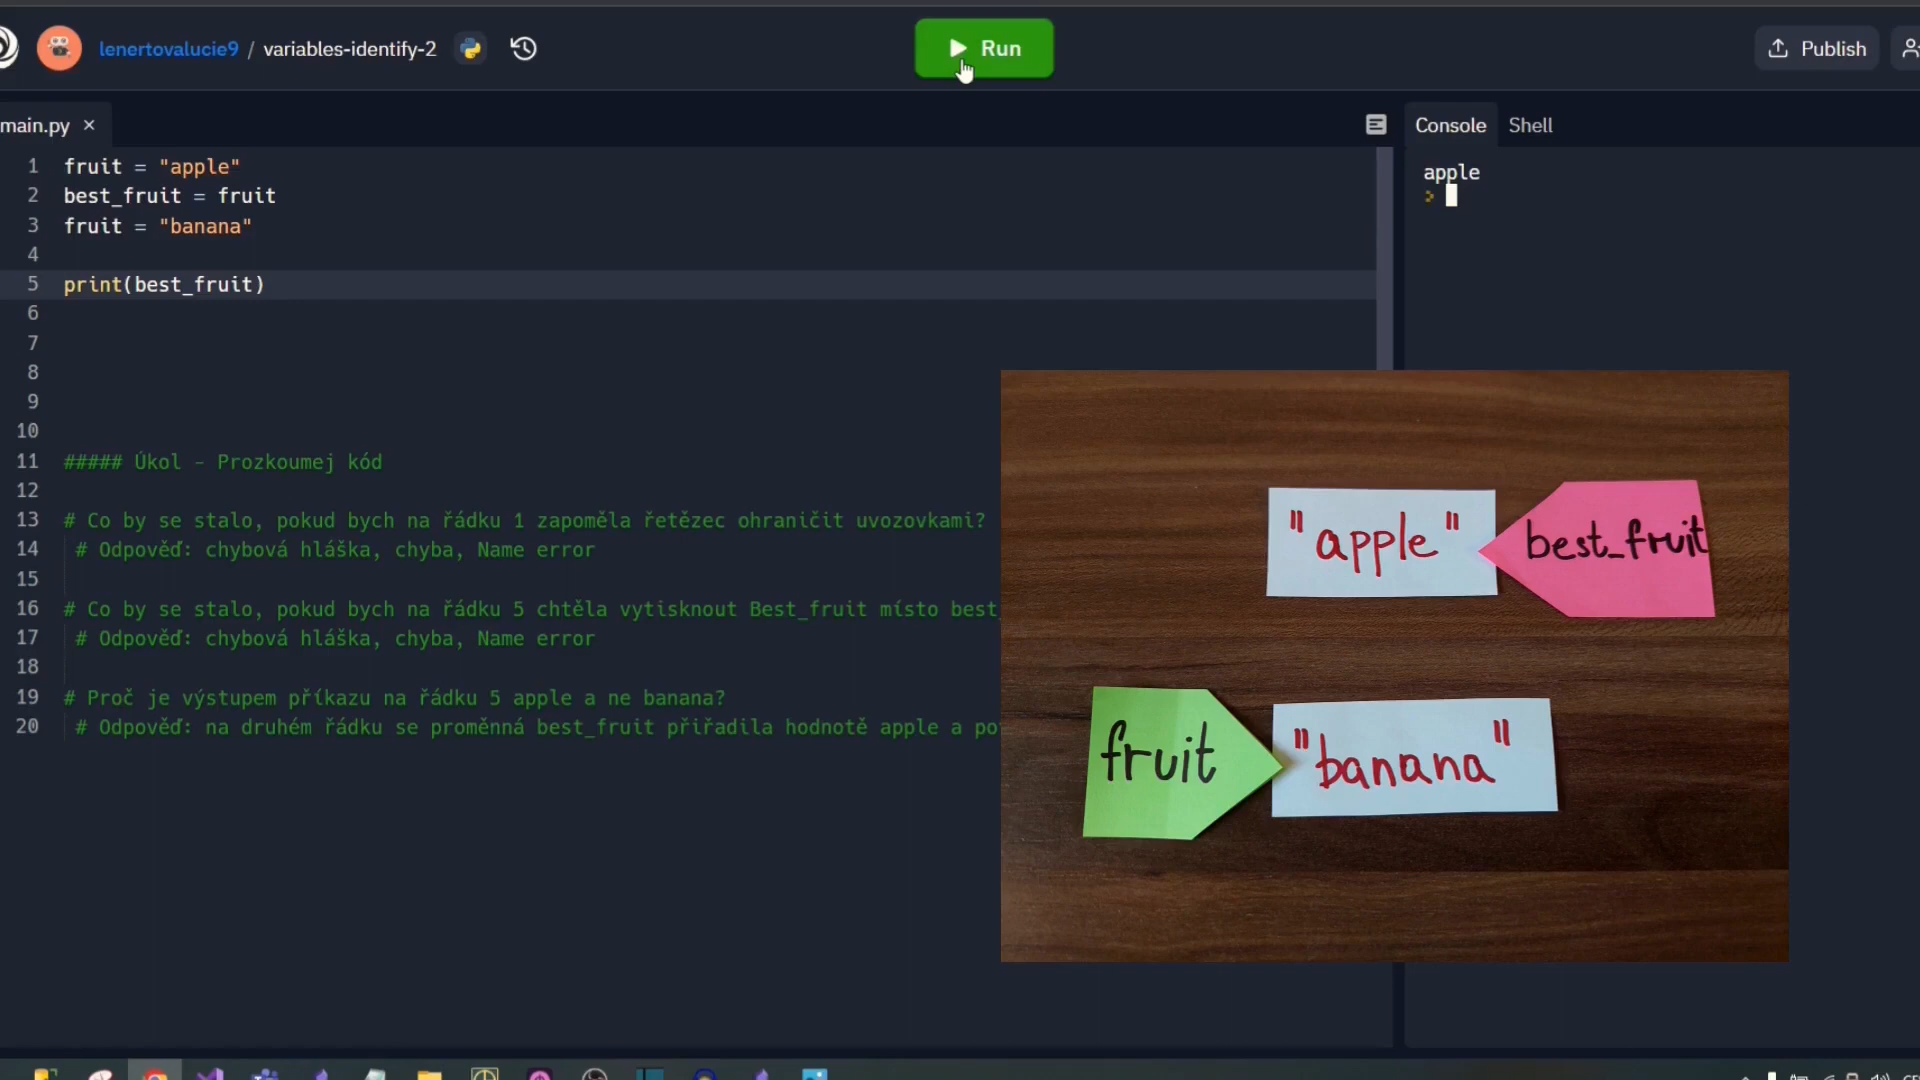 lenertovalucie9 / variables-identify-2
Run
Publish
main.py ×
Console
Shell
1 fruit = "apple"
2 best_fruit = fruit
3 fruit = "banana"
4
5 print(best_fruit)
6
7
8
9
10
11 ##### Úkol - Prozkoumej kód
12
13 # Co by se stalo, pokud bych na řádku 1 zapoměla řetězec ohraničit uvozovkami?
14 # Odpověď: chybová hláška, chyba, Name error
15
16 # Co by se stalo, pokud bych na řádku 5 chtěla vytisknout Best_fruit místo best_
17 # Odpověď: chybová hláška, chyba, Name error
18
19 # Proč je výstupem příkazu na řádku 5 apple a ne banana?
20 # Odpověď: na druhém řádku se proměnná best_fruit přiřadila hodnotě apple a po
apple
>
"apple"
best_fruit
fruit
"banana"